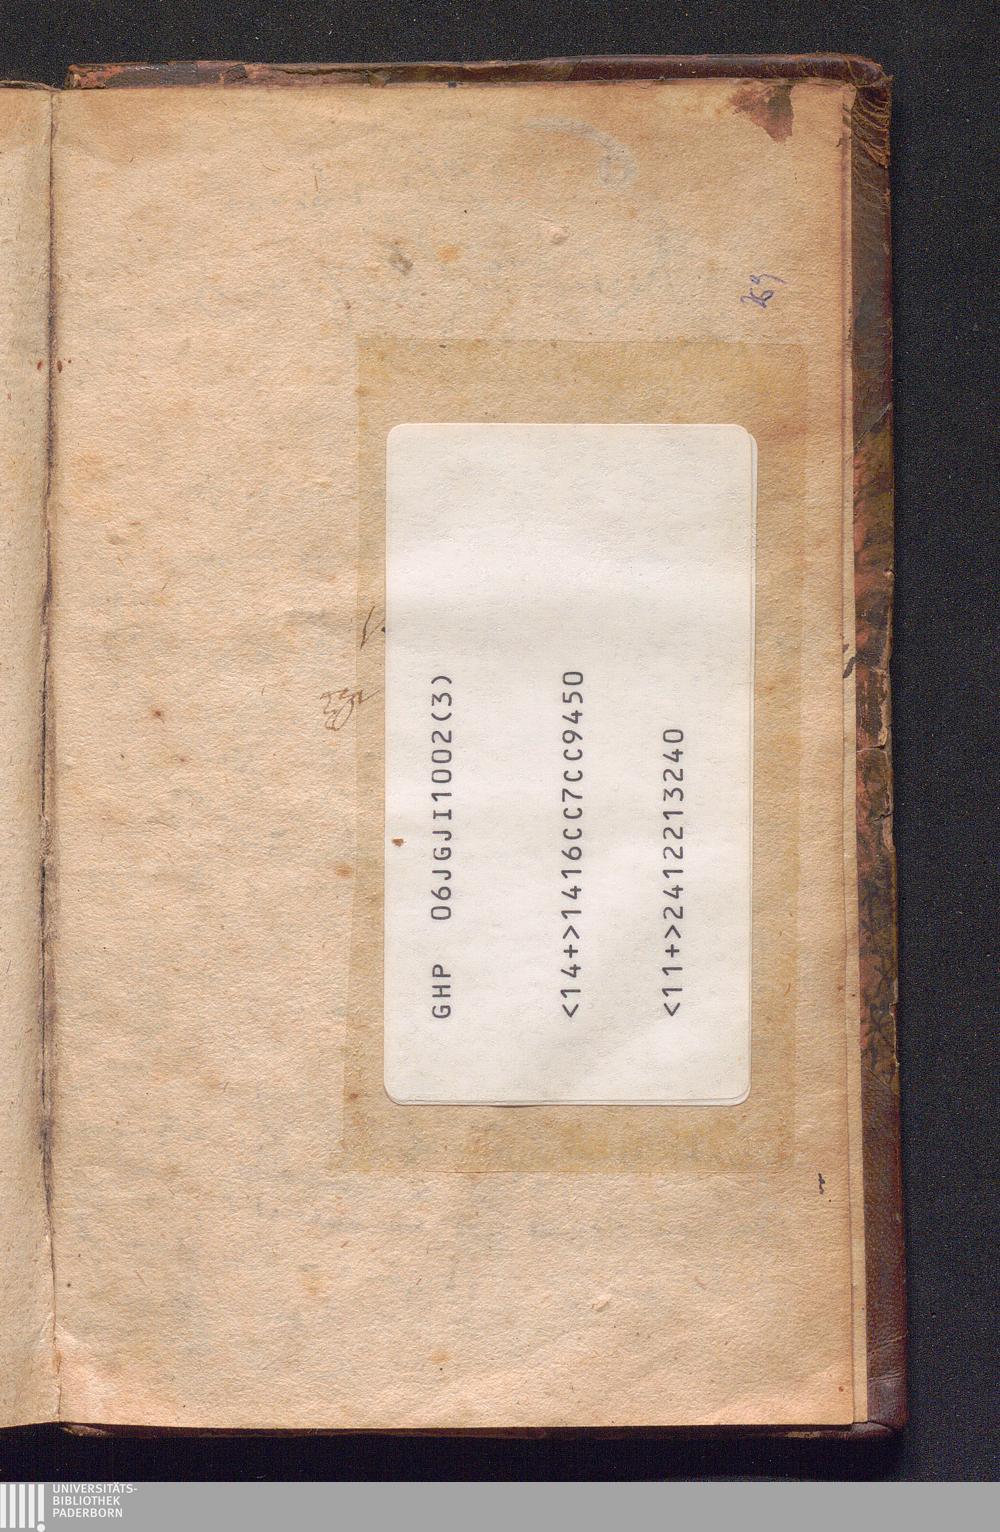 GHP 06JGJI1002(3)
<14+>1416CC7CC9450
<11+>2412213240
UNIVERSITÄTS-
BIBLIOTHEK
PADERBORN